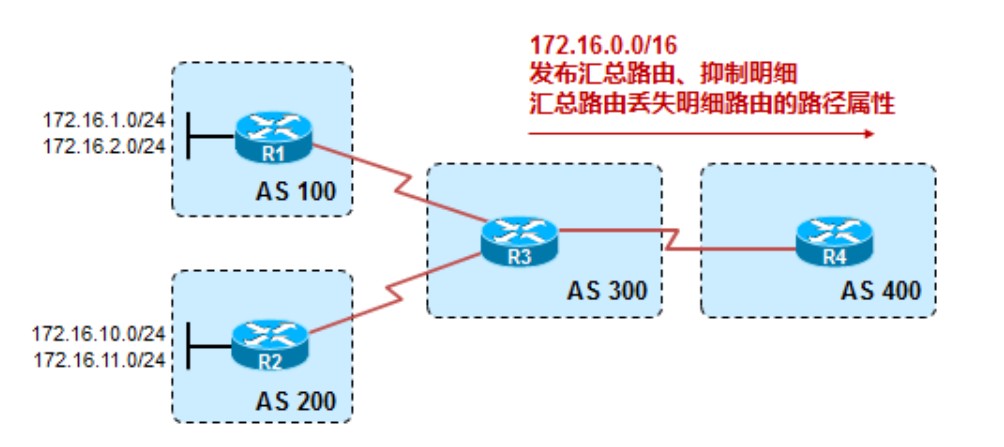 172.16.0.0/16
发布汇总路由、抑制明细
汇总路由丢失明细路由的路径属性
172.16.1.0/24
172.16.2.0/24
R1
AS 100
R3
AS 300
R4
AS 400
172.16.10.0/24
172.16.11.0/24
R2
AS 200